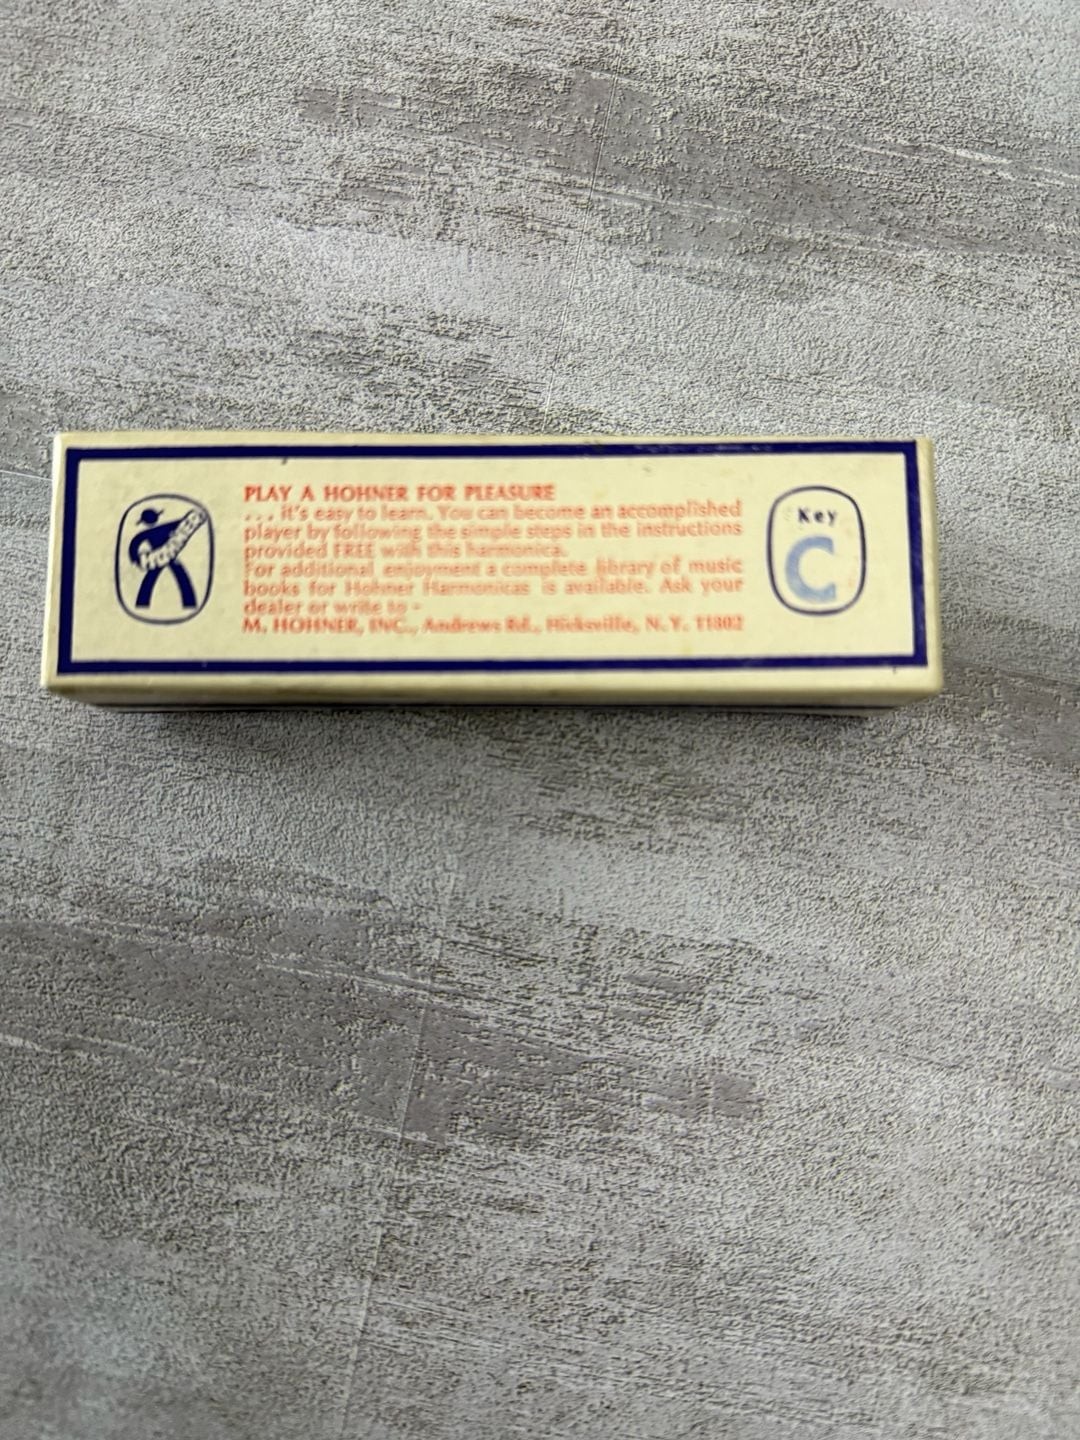 PLAY A HOHNER FOR PLEASURE
. . . it's easy to learn. You can become an accomplished
player by following the simple steps in the instructions
provided FREE with this harmonica.
For additional enjoyment a complete library of music
books for Hohner Harmonicas is available. Ask your
dealer or write to -
M. HOHNER, INC., Andrews Rd., Hicksville, N. Y. 11802
HOHNER
Key
C